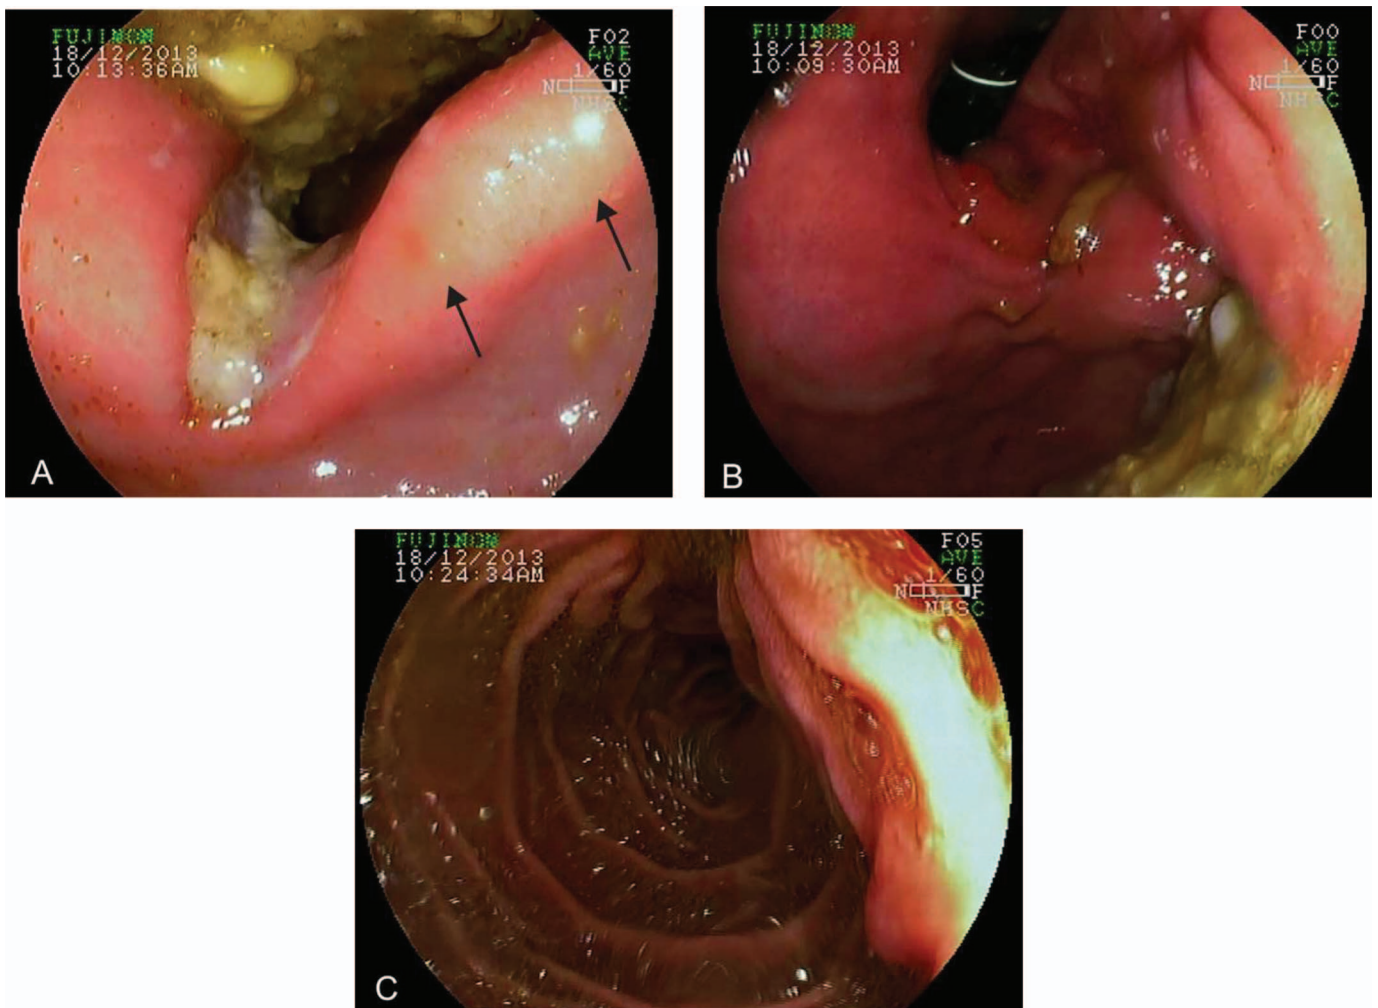 FUJINON
18/12/2013
10:13:36AM
F02
AVE
1/60
N F
NHSC
A
FUJINON
18/12/2013
10:09:30AM
F00
AVE
1/60
N F
NHSC
B
FUJINON
18/12/2013
10:24:34AM
F05
AVE
1/60
N F
NHSC
C